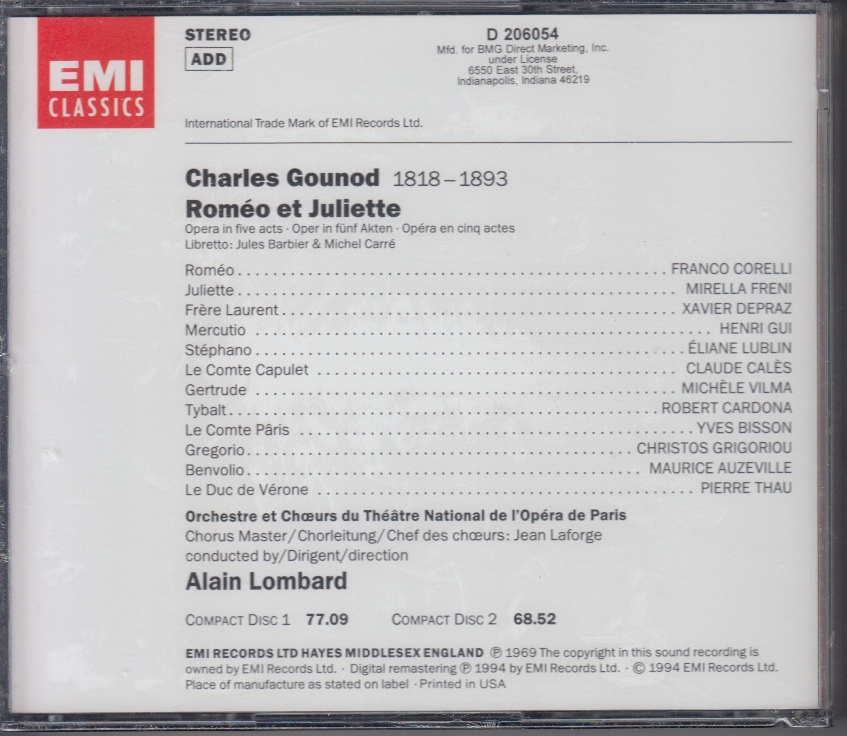 EMI
CLASSICS
STEREO
ADD
D 206054
Mfd. for BMG Direct Marketing, Inc.
under License
6550 East 30th Street,
Indianapolis, Indiana 46219
International Trade Mark of EMI Records Ltd.
Charles Gounod 1818–1893
Roméo et Juliette
Opera in five acts · Oper in fünf Akten · Opéra en cinq actes
Libretto: Jules Barbier & Michel Carré
Roméo . . . . . . . . . . . . . . . . . . . . FRANCO CORELLI
Juliette . . . . . . . . . . . . . . . . . . . . MIRELLA FRENI
Frère Laurent . . . . . . . . . . . . . . . . . . . . XAVIER DEPRAZ
Mercutio . . . . . . . . . . . . . . . . . . . . HENRI GUI
Stéphano . . . . . . . . . . . . . . . . . . . . ÉLIANE LUBLIN
Le Comte Capulet . . . . . . . . . . . . . . . . . . . . CLAUDE CALÈS
Gertrude . . . . . . . . . . . . . . . . . . . . MICHÈLE VILMA
Tybalt . . . . . . . . . . . . . . . . . . . . ROBERT CARDONA
Le Comte Pâris . . . . . . . . . . . . . . . . . . . . YVES BISSON
Gregorio . . . . . . . . . . . . . . . . . . . . CHRISTOS GRIGORIOU
Benvolio . . . . . . . . . . . . . . . . . . . . MAURICE AUZEVILLE
Le Duc de Vérone . . . . . . . . . . . . . . . . . . . . PIERRE THAU
Orchestre et Chœurs du Théâtre National de l'Opéra de Paris
Chorus Master/Chorleitung/Chef des chœurs: Jean Laforge
conducted by/Dirigent/direction
Alain Lombard
COMPACT DISC 1 77.09 COMPACT DISC 2 68.52
EMI RECORDS LTD HAYES MIDDLESEX ENGLAND ℗ 1969 The copyright in this sound recording is
owned by EMI Records Ltd. · Digital remastering ℗ 1994 by EMI Records Ltd. · © 1994 EMI Records Ltd.
Place of manufacture as stated on label · Printed in USA